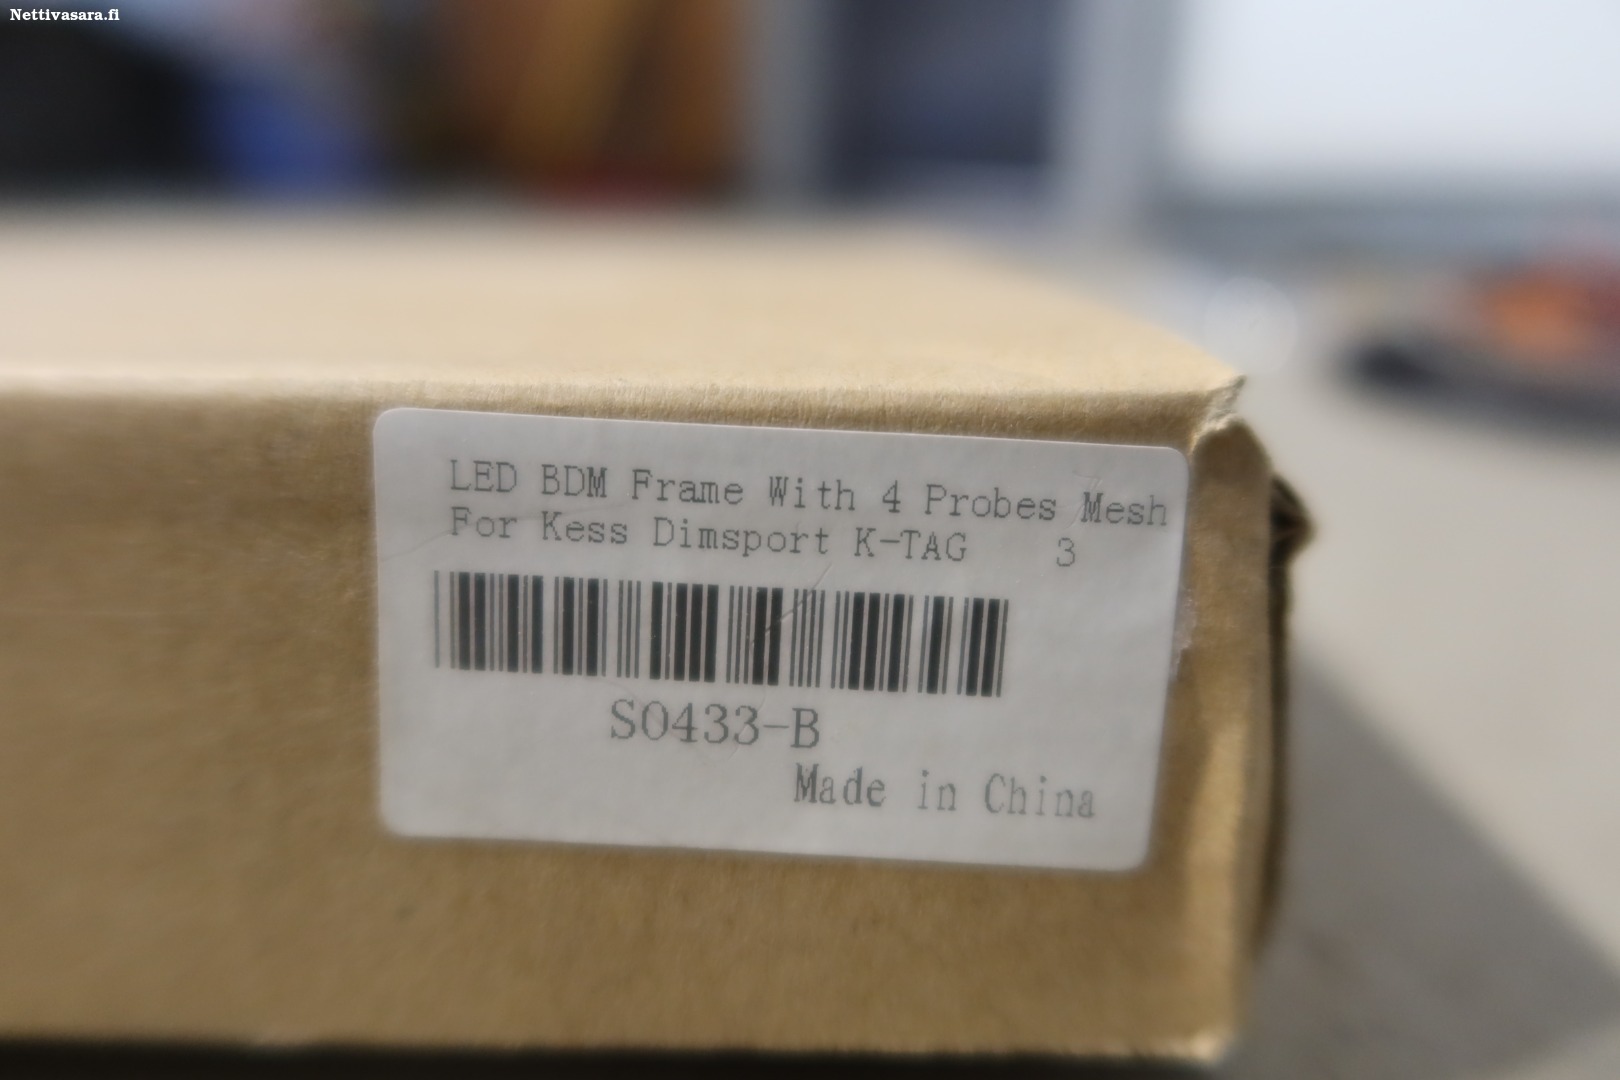 Nettivasara.fi
LED BDM Frame With 4 Probes Mesh
For Kess Dimsport K-TAG 3
S0433-B
Made in China